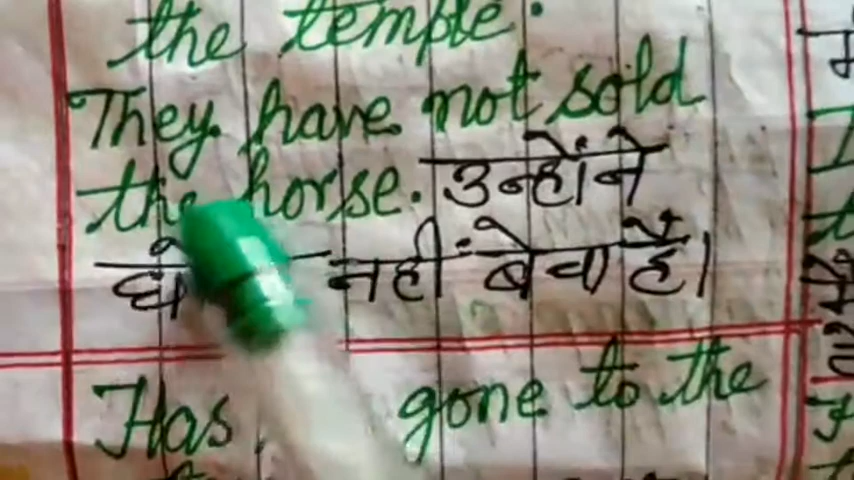 the temple.
They have not sold
the horse. उन्होंने
नहीं बेचा है।
Has gone to the